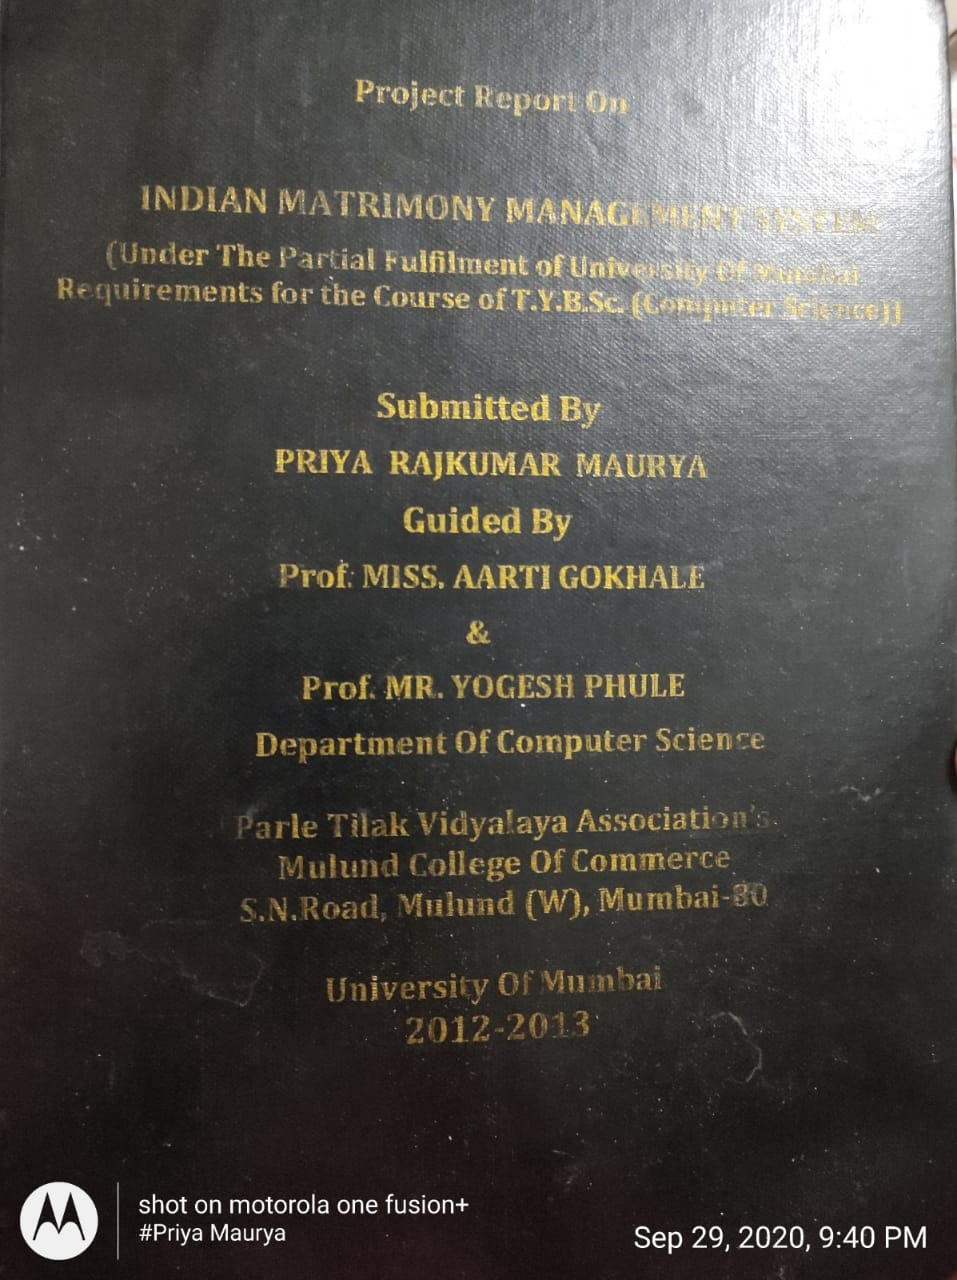 Project Report On
INDIAN MATRIMONY MANAGEMENT SYSTEM
(Under The Partial Fulfilment of University Of Mumbai
Requirements for the Course of T.Y.B.Sc. (Computer Science))
Submitted By
PRIYA RAJKUMAR MAURYA
Guided By
Prof. MISS. AARTI GOKHALE
&
Prof. MR. YOGESH PHULE
Department Of Computer Science
Parle Tilak Vidyalaya Association's
Mulund College Of Commerce
S.N.Road, Mulund (W), Mumbai-80
University Of Mumbai
2012-2013
shot on motorola one fusion+
#Priya Maurya
Sep 29, 2020, 9:40 PM